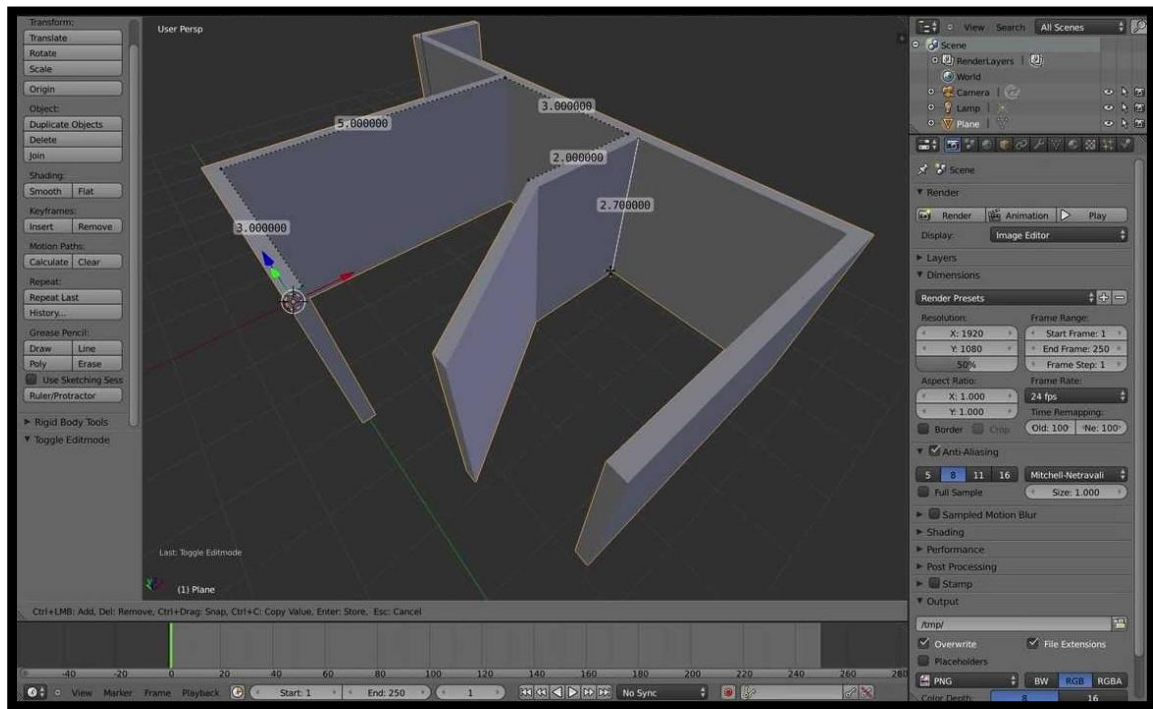 Transform:
Translate
Rotate
Scale
Origin
Object:
Duplicate Objects
Delete
Join
Shading:
Smooth Flat
Keyframes:
Insert Remove
Motion Paths:
Calculate Clear
Repeat:
Repeat Last
History...
Grease Pencil:
Draw Line
Poly Erase
Use Sketching Sess
Ruler/Protractor
Rigid Body Tools
Toggle Editmode
User Persp
3.000000
5.000000
2.000000
2.700000
3.000000
Last: Toggle Editmode
(1) Plane
Ctrl+LMB: Add, Del: Remove, Ctrl+Drag: Snap, Ctrl+C: Copy Value, Enter: Store, Esc: Cancel
-40 -20 0 20 40 60 80 100 120 140 160 180 200 220 240 260 280
View Marker Frame Playback Start: 1 End: 250 1 No Sync
View Search All Scenes
Scene
RenderLayers
World
Camera
Lamp
Plane
Scene
Render
Render Animation Play
Display: Image Editor
Layers
Dimensions
Render Presets
Resolution: Frame Range:
X: 1920 Start Frame: 1
Y: 1080 End Frame: 250
50% Frame Step: 1
Aspect Ratio: Frame Rate:
X: 1.000 24 fps
Y: 1.000 Time Remapping:
Border Crop Old: 100 Ne: 100
Anti-Aliasing
5 8 11 16 Mitchell-Netravali
Full Sample Size: 1.000
Sampled Motion Blur
Shading
Performance
Post Processing
Stamp
Output
/tmp/
Overwrite File Extensions
Placeholders
PNG BW RGB RGBA
Color Depth: 8 16